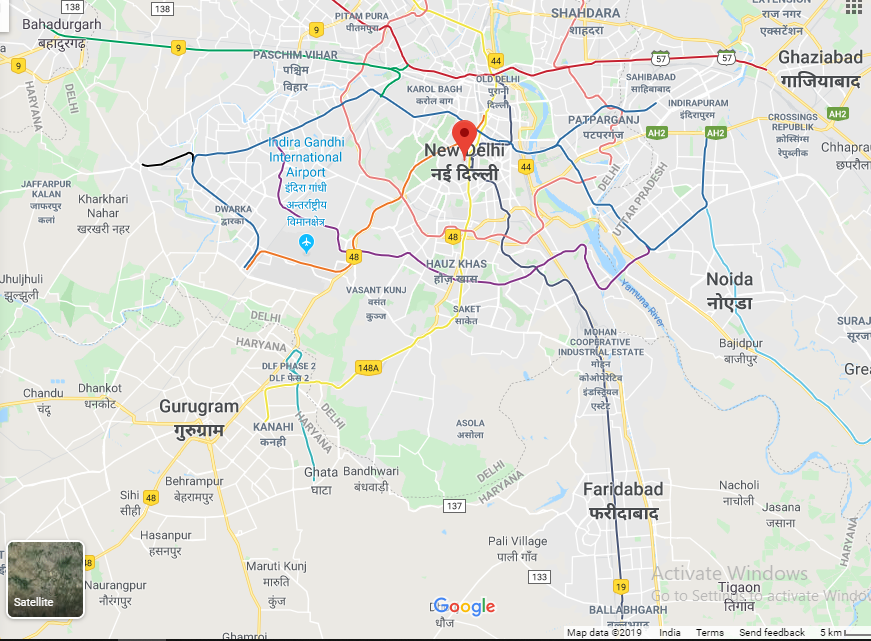 138
138
PITAM PURA
पीतमपुरा
SHAHDARA
शाहदरा
EXTENSION
राज नगर
एक्सटेंशन
Bahadurgarh
बहादुरगढ़
9
9
9
PASCHIM VIHAR
पश्चिम
विहार
44
57
57
Ghaziabad
गाज़ियाबाद
HARYANA
DELHI
KAROL BAGH
करोल बाग
OLD DELHI
पुरानी
दिल्ली
SAHIBABAD
साहिबाबाद
INDIRAPURAM
इंदिरापुरम
AH2
CROSSINGS
REPUBLIK
क्रोस्सिंग्स
रेपुब्लीक
PATPARGANJ
पटपरगंज
AH2
AH2
Chhapra
छपरौला
Indira Gandhi
International
Airport
इंदिरा गांधी
अन्तर्राष्ट्रीय
विमानक्षेत्र
New Delhi
नई दिल्ली
44
DELHI
UTTAR PRADESH
JAFFARPUR
KALAN
जाफरपुर
कलां
Kharkhari
Nahar
खरखरी नहर
DWARKA
द्वारका
48
48
HAUZ KHAS
हौज़ खास
Jhuljhuli
झुल्झुली
VASANT KUNJ
वसंत
कुञ्ज
SAKET
साकेत
Yamuna River
Noida
नोएडा
DELHI
HARYANA
MOHAN
COOPERATIVE
INDUSTRIAL ESTATE
मोहन
कोओपरेटिव
इंडस्ट्रियल
एस्टेट
Bajidpur
बाजीपुर
SURAJ
सूरज
DLF PHASE 2
DLF फेस 2
148A
Grea
Chandu
चंदू
Dhankot
धनकोट
Gurugram
गुरुग्राम
KANAHI
कनही
DELHI
HARYANA
ASOLA
असोला
Ghata
घाटा
Bandhwari
बंधवाड़ी
DELHI
HARYANA
Behrampur
बेहरामपुर
Sihi
सीही
48
137
Faridabad
फरीदाबाद
Nacholi
नाचोली
Jasana
जसाना
HARYANA
Hasanpur
हसनपुर
Pali Village
पाली गाँव
Maruti Kunj
मारुति
कुंज
133
48
Naurangpur
नौरंगपुर
19
Tigaon
तिगाँव
Activate Windows
Go to Settings to activate Windo
Satellite
Google
धौज
BALLABHGARH
बल्लभगढ़
Ghamroj
Map data ©2019 India Terms Send feedback 5 km